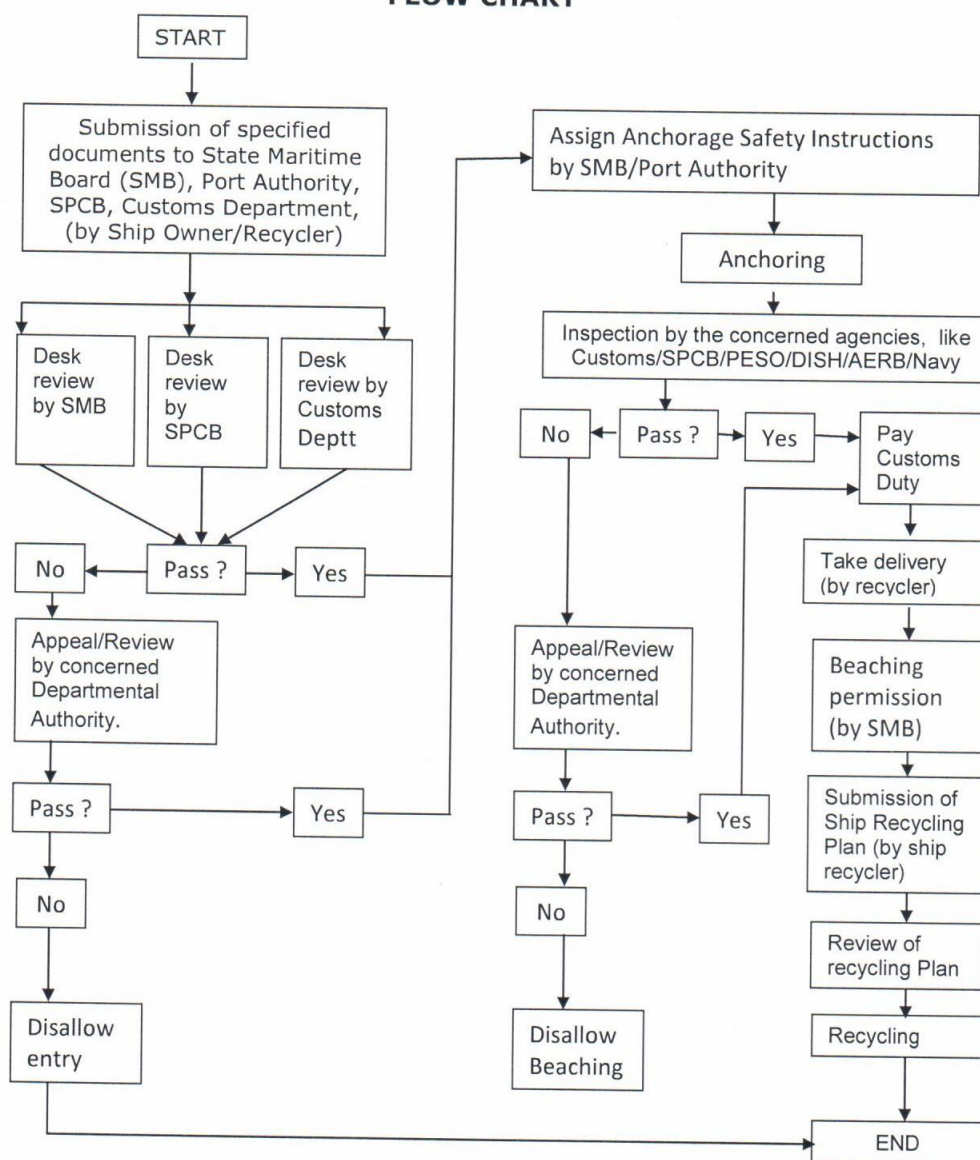 FLOW CHART
START
Submission of specified
documents to State Maritime
Board (SMB), Port Authority,
SPCB, Customs Department,
(by Ship Owner/Recycler)
Desk
review
by SMB
Desk
review
by
SPCB
Desk
review by
Customs
Deptt
No
Pass ?
Yes
Appeal/Review
by concerned
Departmental
Authority.
Pass ?
Yes
No
Disallow
entry
Assign Anchorage Safety Instructions
by SMB/Port Authority
Anchoring
Inspection by the concerned agencies, like
Customs/SPCB/PESO/DISH/AERB/Navy
No
Pass ?
Yes
Pay
Customs
Duty
Appeal/Review
by concerned
Departmental
Authority.
Pass ?
Yes
No
Disallow
Beaching
Take delivery
(by recycler)
Beaching
permission
(by SMB)
Submission of
Ship Recycling
Plan (by ship
recycler)
Review of
recycling Plan
Recycling
END